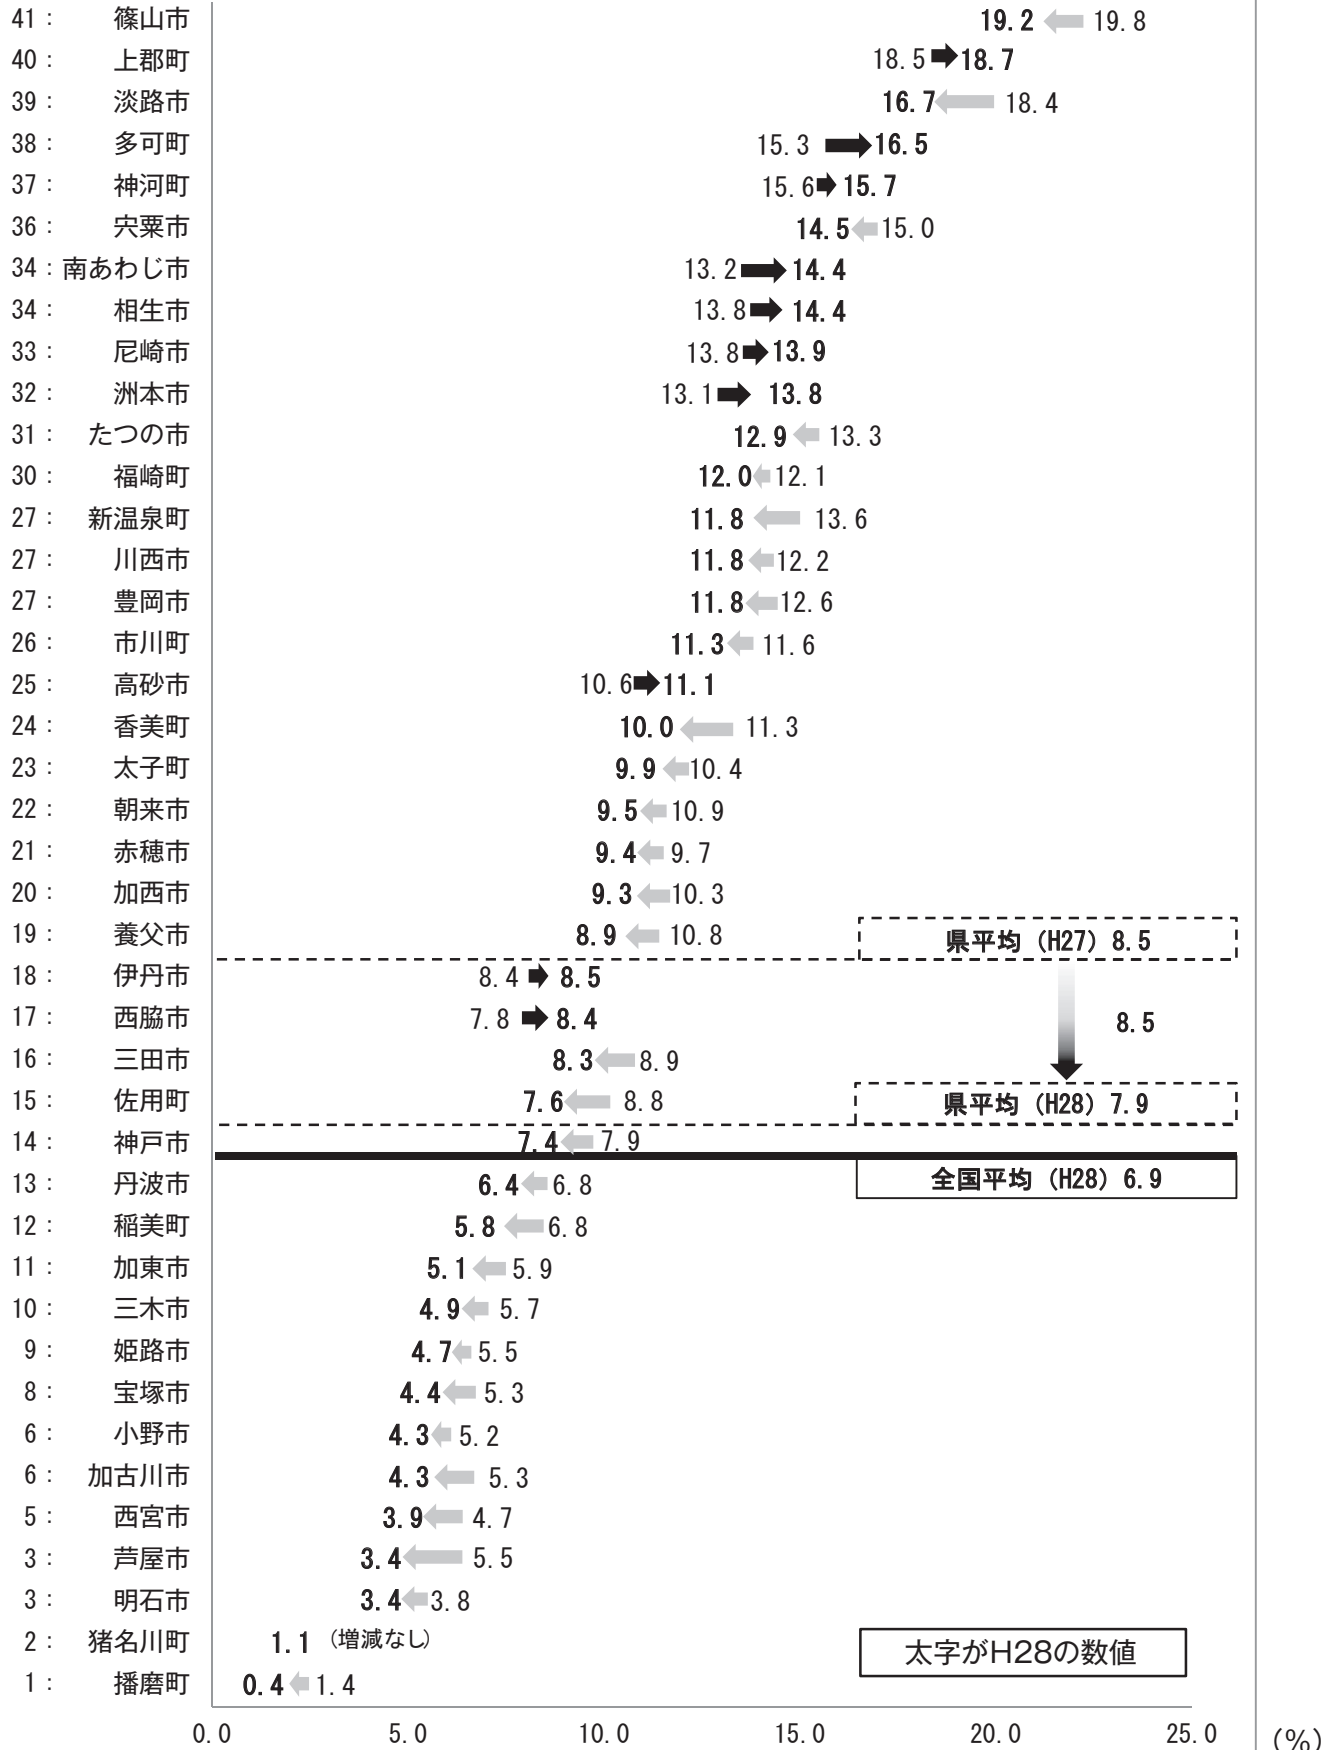 41: 篠山市 19.2 19.8
40: 上郡町 18.5 18.7
39: 淡路市 16.7 18.4
38: 多可町 15.3 16.5
37: 神河町 15.6 15.7
36: 宍粟市 14.5 15.0
34: 南あわじ市 13.2 14.4
34: 相生市 13.8 14.4
33: 尼崎市 13.8 13.9
32: 洲本市 13.1 13.8
31: たつの市 12.9 13.3
30: 福崎町 12.0 12.1
27: 新温泉町 11.8 13.6
27: 川西市 11.8 12.2
27: 豊岡市 11.8 12.6
26: 市川町 11.3 11.6
25: 高砂市 10.6 11.1
24: 香美町 10.0 11.3
23: 太子町 9.9 10.4
22: 朝来市 9.5 10.9
21: 赤穂市 9.4 9.7
20: 加西市 9.3 10.3
19: 養父市 8.9 10.8 県平均（H27）8.5
18: 伊丹市 8.4 8.5
17: 西脇市 7.8 8.4 8.5
16: 三田市 8.3 8.9
15: 佐用町 7.6 8.8 県平均（H28）7.9
14: 神戸市 7.4 7.9
13: 丹波市 6.4 6.8 全国平均（H28）6.9
12: 稲美町 5.8 6.8
11: 加東市 5.1 5.9
10: 三木市 4.9 5.7
9: 姫路市 4.7 5.5
8: 宝塚市 4.4 5.3
6: 小野市 4.3 5.2
6: 加古川市 4.3 5.3
5: 西宮市 3.9 4.7
3: 芦屋市 3.4 5.5
3: 明石市 3.4 3.8
2: 猪名川町 1.1 （増減なし） 太字がH28の数値
1: 播磨町 0.4 1.4
0.0 5.0 10.0 15.0 20.0 25.0 (%)